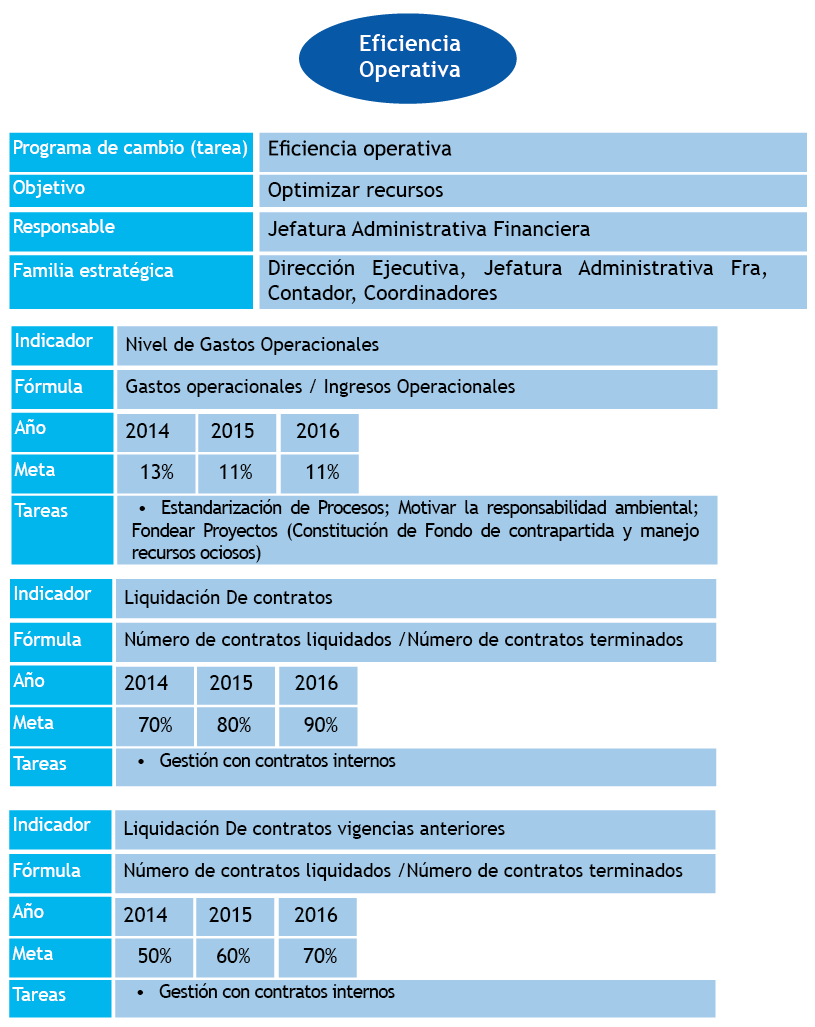 Eficiencia
Operativa
Programa de cambio (tarea) Eficiencia operativa
Objetivo Optimizar recursos
Responsable Jefatura Administrativa Financiera
Familia estratégica Dirección Ejecutiva, Jefatura Administrativa Fra,
Contador, Coordinadores
Indicador Nivel de Gastos Operacionales
Fórmula Gastos operacionales / Ingresos Operacionales
Año 2014 2015 2016
Meta 13% 11% 11%
Tareas • Estandarización de Procesos; Motivar la responsabilidad ambiental;
Fondear Proyectos (Constitución de Fondo de contrapartida y manejo
recursos ociosos)
Indicador Liquidación De contratos
Fórmula Número de contratos liquidados /Número de contratos terminados
Año 2014 2015 2016
Meta 70% 80% 90%
Tareas • Gestión con contratos internos
Indicador Liquidación De contratos vigencias anteriores
Fórmula Número de contratos liquidados /Número de contratos terminados
Año 2014 2015 2016
Meta 50% 60% 70%
Tareas • Gestión con contratos internos